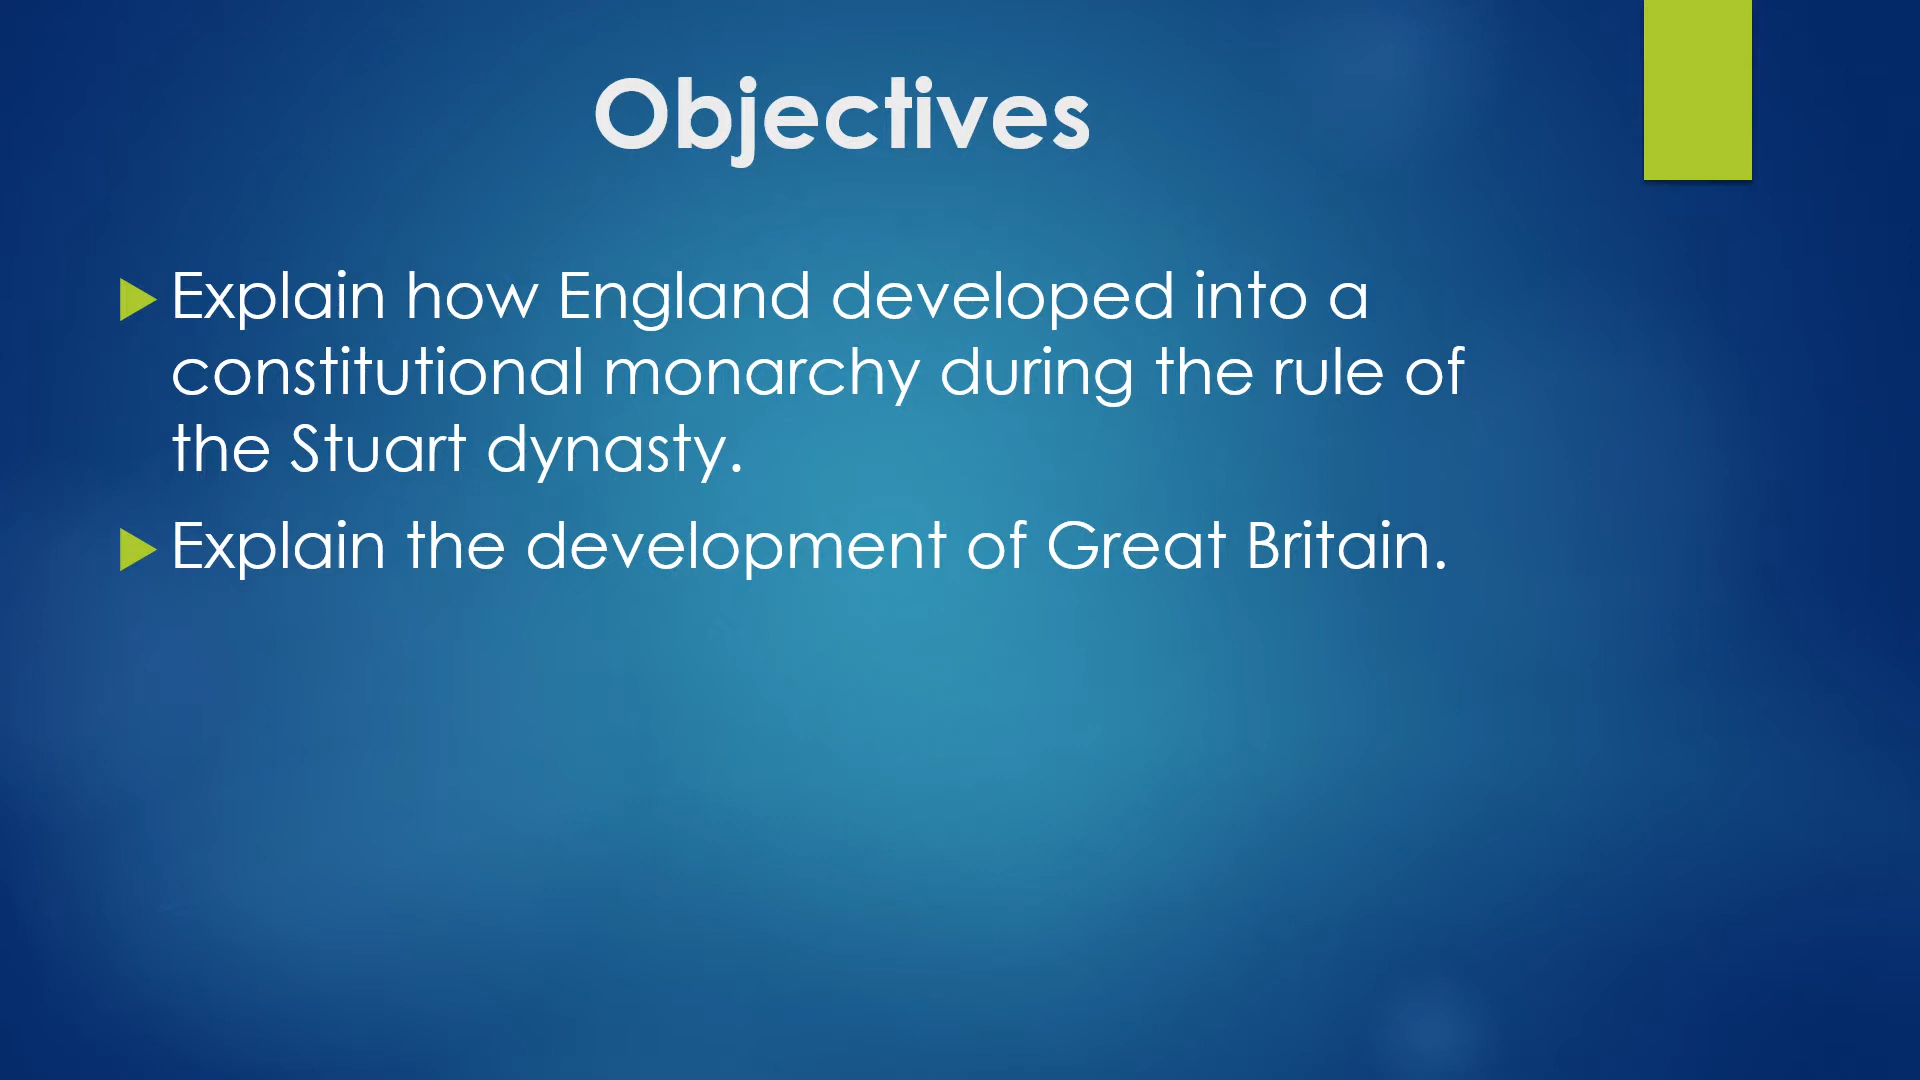 Objectives
Explain how England developed into a
constitutional monarchy during the rule of
the Stuart dynasty.
Explain the development of Great Britain.